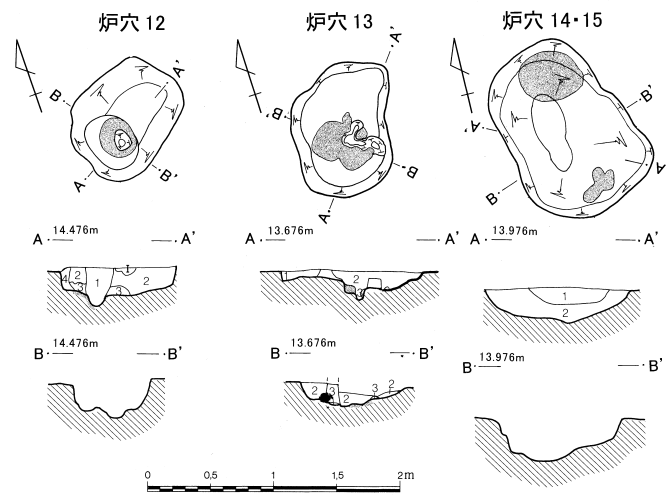 炉穴 12
炉穴 13
炉穴 14・15
A'
B
A
B'
A'
B'
B
A
B'
A'
B
A
A 14.476m A'
A 13.676m A'
A 13.976m A'
4 2 1 3 I 3 2
1 2 3
1
2
B 14.476m B'
B 13.676m B'
B 13.976m B'
2 3 2 3 2
0 0,5 1 1,5 2m